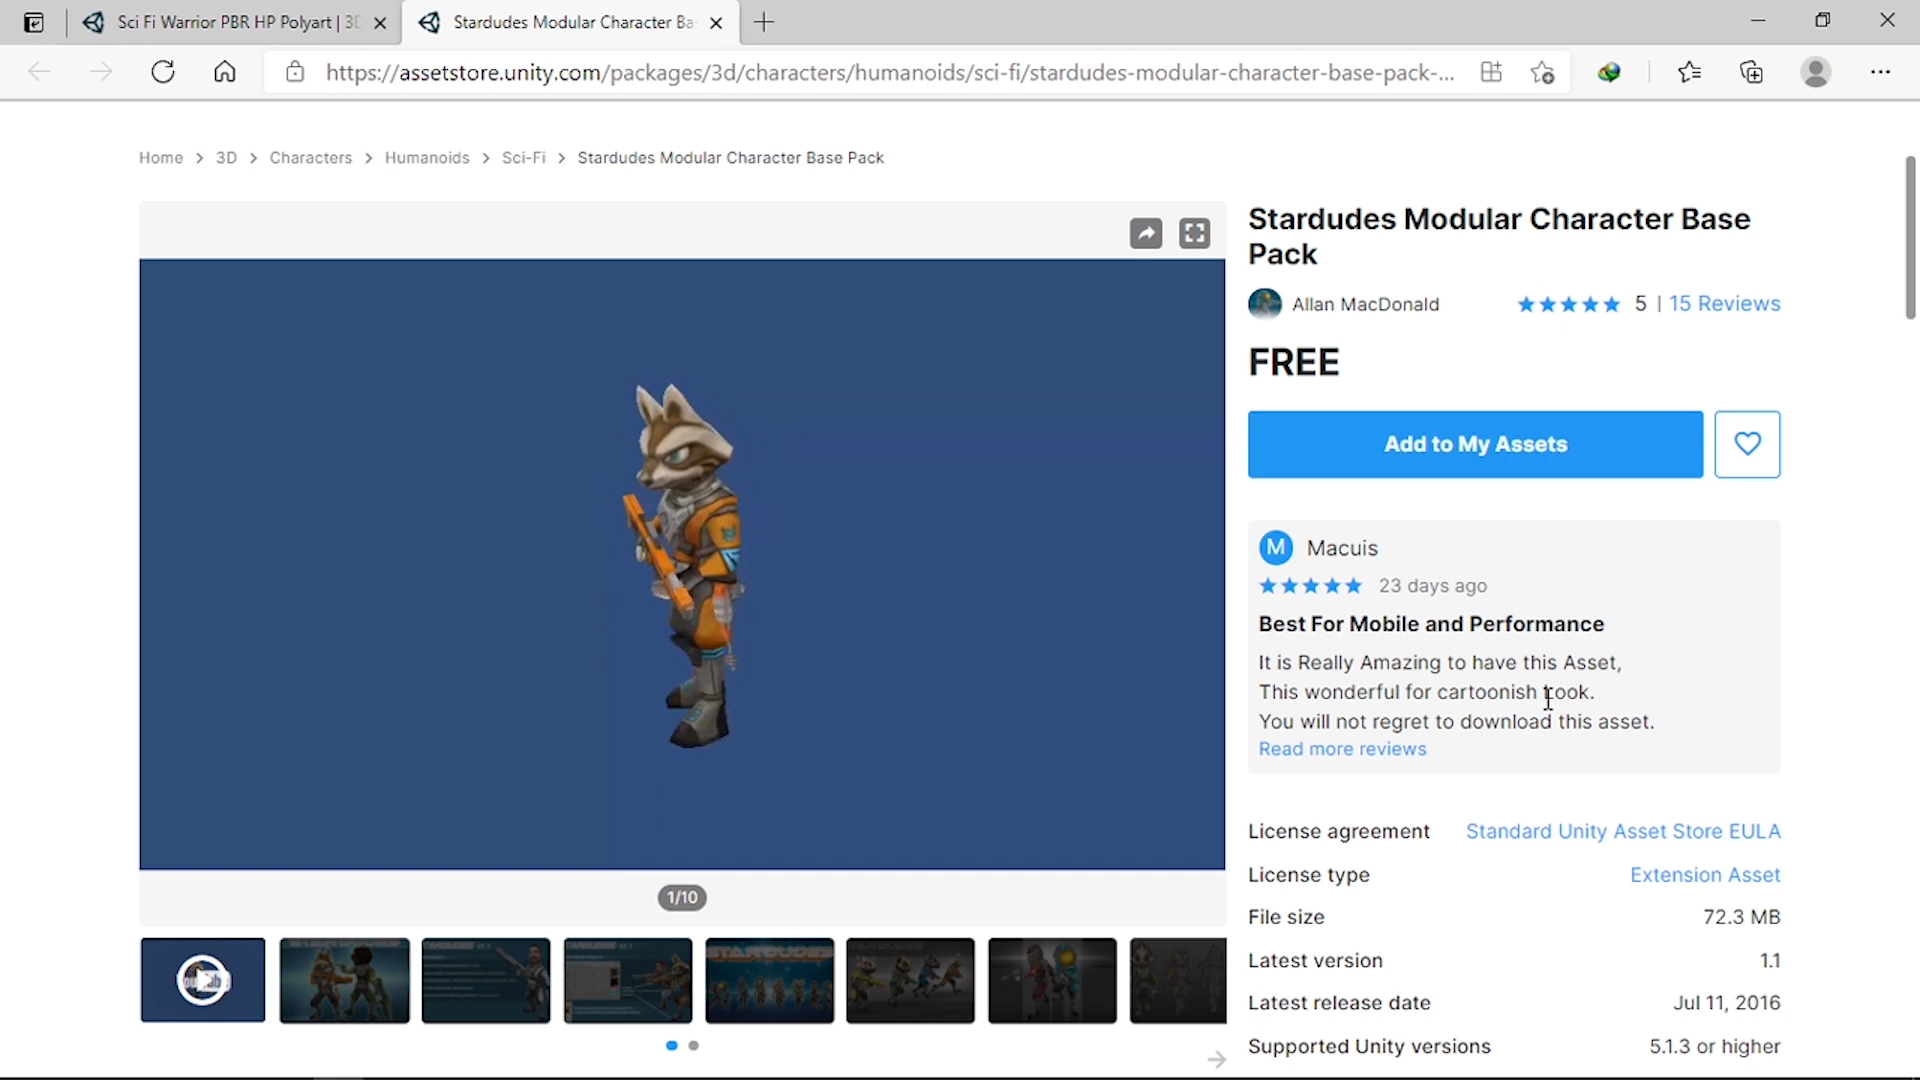 Sci Fi Warrior PBR HP Polyart | 3D
Stardudes Modular Character Ba
https://assetstore.unity.com/packages/3d/characters/humanoids/sci-fi/stardudes-modular-character-base-pack-...
Home > 3D > Characters > Humanoids > Sci-Fi > Stardudes Modular Character Base Pack
Stardudes Modular Character Base
Pack
Allan MacDonald
5 | 15 Reviews
FREE
Add to My Assets
M Macuis
23 days ago
Best For Mobile and Performance
It is Really Amazing to have this Asset,
This wonderful for cartoonish took.
You will not regret to download this asset.
Read more reviews
License agreement Standard Unity Asset Store EULA
License type Extension Asset
File size 72.3 MB
Latest version 1.1
Latest release date Jul 11, 2016
Supported Unity versions 5.1.3 or higher
1/10
STARDUDES